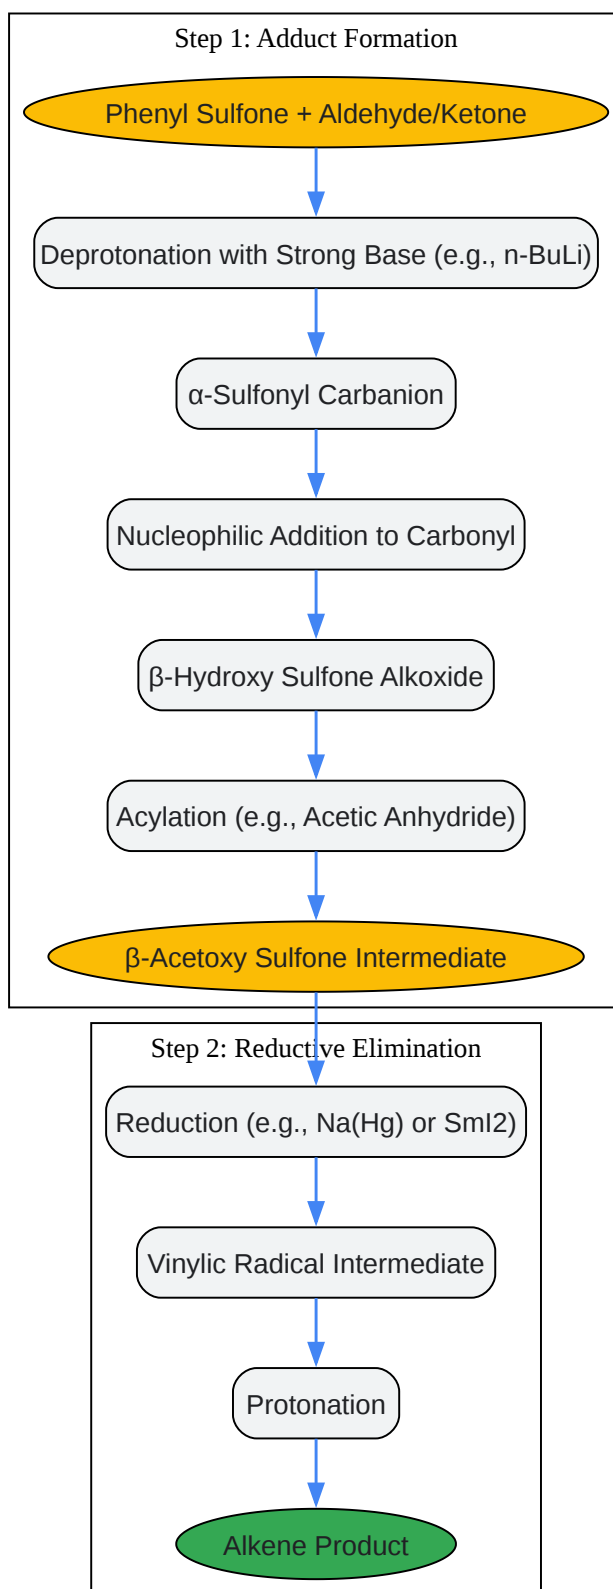 Step 1: Adduct Formation
Phenyl Sulfone + Aldehyde/Ketone
Deprotonation with Strong Base (e.g., n-BuLi)
α-Sulfonyl Carbanion
Nucleophilic Addition to Carbonyl
β-Hydroxy Sulfone Alkoxide
Acylation (e.g., Acetic Anhydride)
β-Acetoxy Sulfone Intermediate
Step 2: Reductive Elimination
Reduction (e.g., Na(Hg) or SmI2)
Vinylic Radical Intermediate
Protonation
Alkene Product